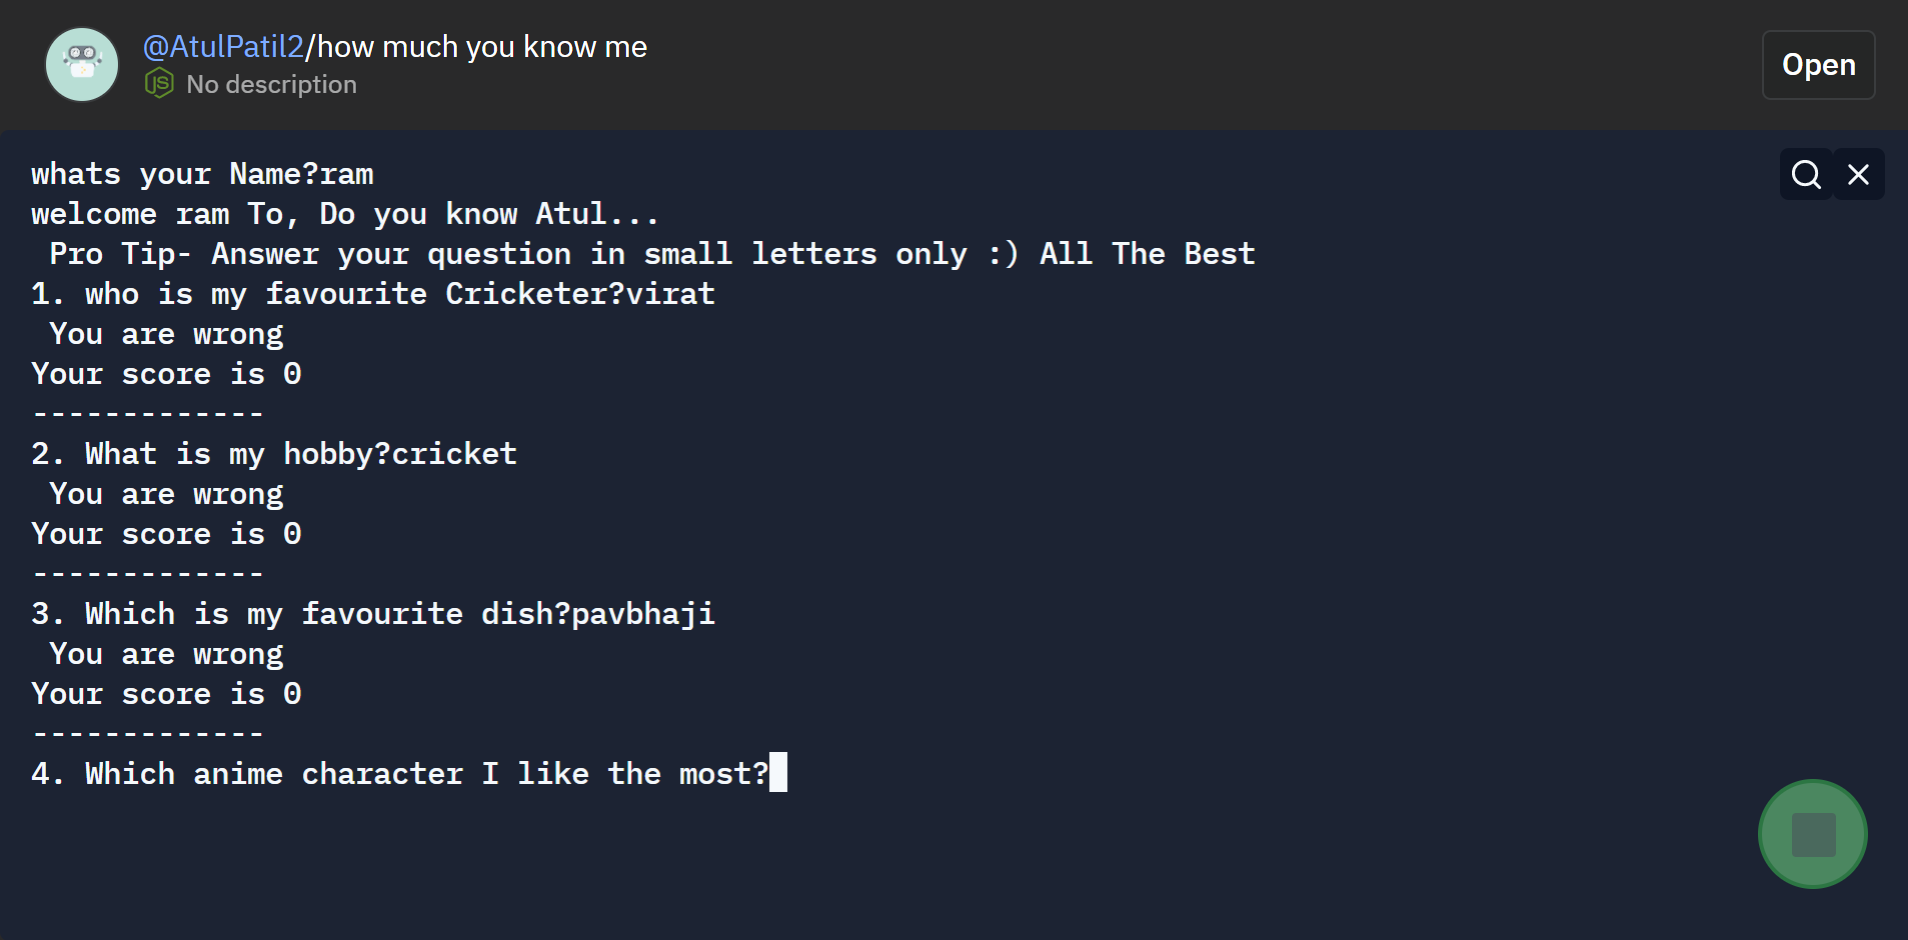 @AtulPatil2/how much you know me
JS No description
Open
whats your Name?ram
welcome ram To, Do you know Atul...
Pro Tip- Answer your question in small letters only :) All The Best
1. who is my favourite Cricketer?virat
You are wrong
Your score is 0
-------------
2. What is my hobby?cricket
You are wrong
Your score is 0
-------------
3. Which is my favourite dish?pavbhaji
You are wrong
Your score is 0
-------------
4. Which anime character I like the most?